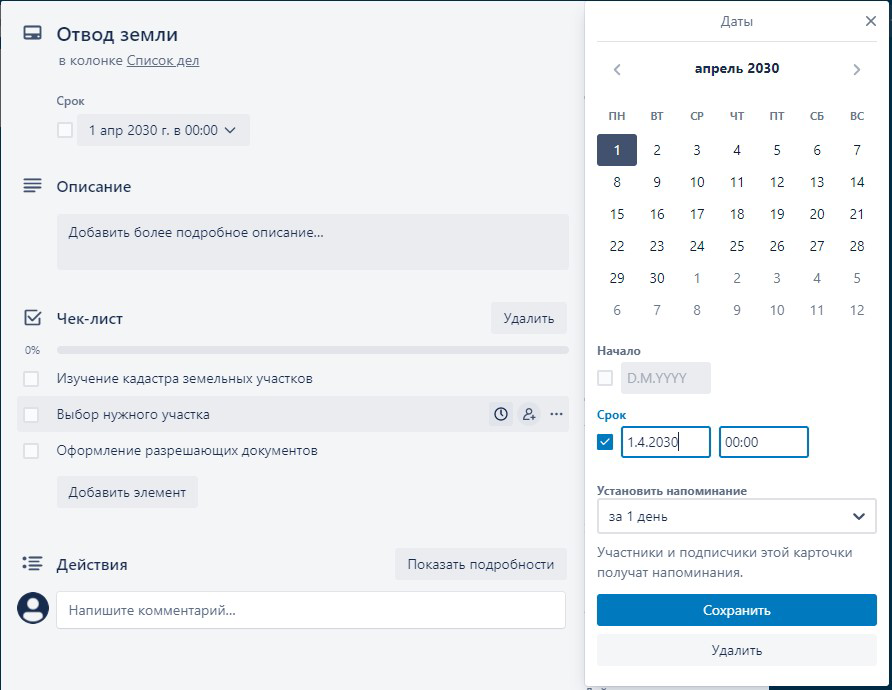 Отвод земли
в колонке Список дел
Срок
1 апр 2030 г. в 00:00
Описание
Добавить более подробное описание…
Чек-лист
Удалить
0%
Изучение кадастра земельных участков
Выбор нужного участка
Оформление разрешающих документов
Добавить элемент
Действия
Показать подробности
Напишите комментарий…
Даты
апрель 2030
ПН ВТ СР ЧТ ПТ СБ ВС
1 2 3 4 5 6 7
8 9 10 11 12 13 14
15 16 17 18 19 20 21
22 23 24 25 26 27 28
29 30 1 2 3 4 5
6 7 8 9 10 11 12
Начало
D.M.YYYY
Срок
1.4.2030 00:00
Установить напоминание
за 1 день
Участники и подписчики этой карточки
получат напоминания.
Сохранить
Удалить